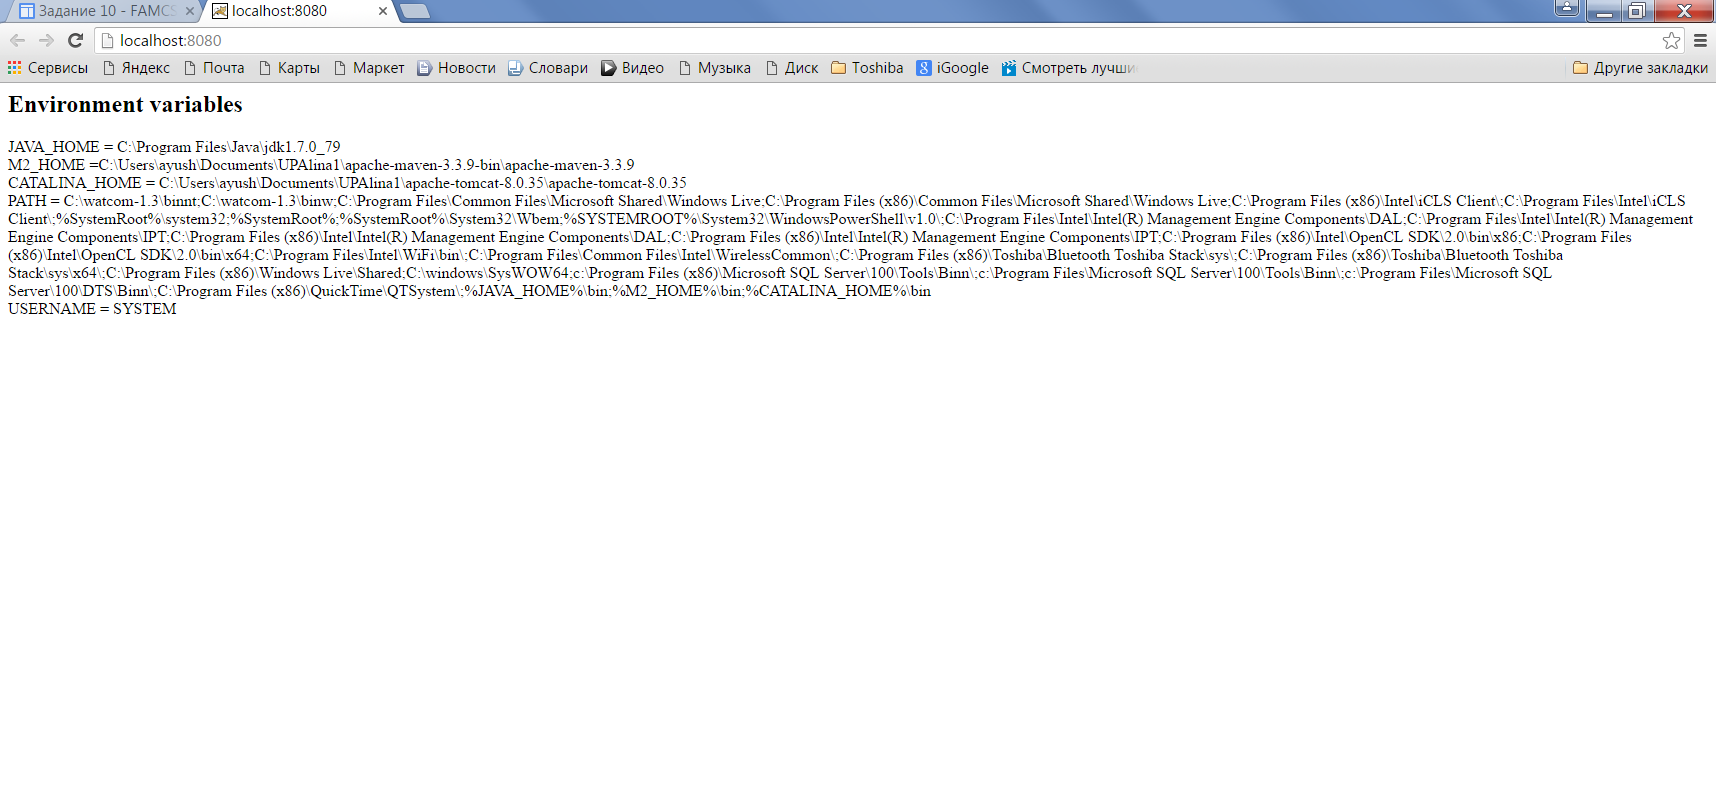 Задание 10 - FAMCS
localhost:8080
localhost:8080
Сервисы Яндекс Почта Карты Маркет Новости Словари Видео Музыка Диск Toshiba iGoogle Смотреть лучши Другие закладки
Environment variables
JAVA_HOME = C:\Program Files\Java\jdk1.7.0_79
M2_HOME =C:\Users\ayush\Documents\UPAlina1\apache-maven-3.3.9-bin\apache-maven-3.3.9
CATALINA_HOME = C:\Users\ayush\Documents\UPAlina1\apache-tomcat-8.0.35\apache-tomcat-8.0.35
PATH = C:\watcom-1.3\binnt;C:\watcom-1.3\binw;C:\Program Files\Common Files\Microsoft Shared\Windows Live;C:\Program Files (x86)\Common Files\Microsoft Shared\Windows Live;C:\Program Files (x86)\Intel\iCLS Client\;C:\Program Files\Intel\iCLS
Client\;%SystemRoot%\system32;%SystemRoot%;%SystemRoot%\System32\Wbem;%SYSTEMROOT%\System32\WindowsPowerShell\v1.0\;C:\Program Files\Intel\Intel(R) Management Engine Components\DAL;C:\Program Files\Intel\Intel(R) Management
Engine Components\IPT;C:\Program Files (x86)\Intel\Intel(R) Management Engine Components\DAL;C:\Program Files (x86)\Intel\Intel(R) Management Engine Components\IPT;C:\Program Files (x86)\Intel\OpenCL SDK\2.0\bin\x86;C:\Program Files
(x86)\Intel\OpenCL SDK\2.0\bin\x64;C:\Program Files\Intel\WiFi\bin\;C:\Program Files\Common Files\Intel\WirelessCommon\;C:\Program Files (x86)\Toshiba\Bluetooth Toshiba Stack\sys\;C:\Program Files (x86)\Toshiba\Bluetooth Toshiba
Stack\sys\x64\;C:\Program Files (x86)\Windows Live\Shared;C:\windows\SysWOW64;c:\Program Files (x86)\Microsoft SQL Server\100\Tools\Binn\;c:\Program Files\Microsoft SQL Server\100\Tools\Binn\;c:\Program Files\Microsoft SQL
Server\100\DTS\Binn\;C:\Program Files (x86)\QuickTime\QTSystem\;%JAVA_HOME%\bin;%M2_HOME%\bin;%CATALINA_HOME%\bin
USERNAME = SYSTEM